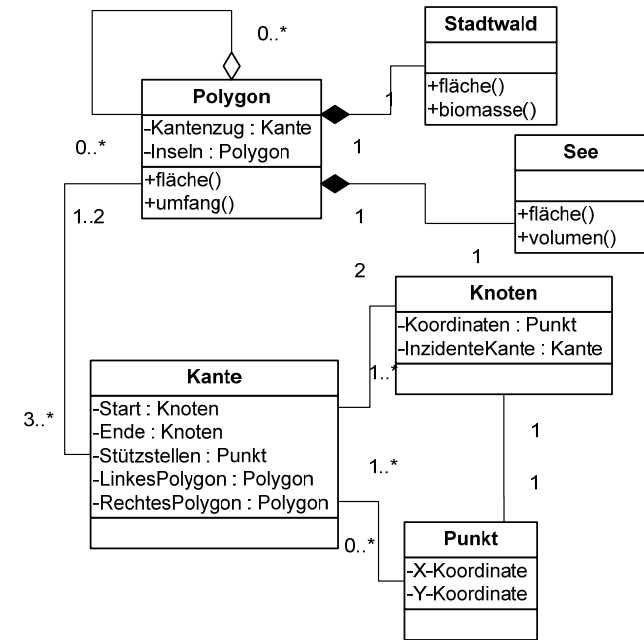 0..*
Stadtwald
+fläche()
+biomasse()
1
Polygon
-Kantenzug : Kante
-Inseln : Polygon
+fläche()
+umfang()
0..*
1
See
+fläche()
+volumen()
1..2
1
1
2
Knoten
-Koordinaten : Punkt
-InzidenteKante : Kante
Kante
-Start : Knoten
-Ende : Knoten
-Stützstellen : Punkt
-LinkesPolygon : Polygon
-RechtesPolygon : Polygon
1..*
3..*
1
1..*
1
0..*
Punkt
-X-Koordinate
-Y-Koordinate